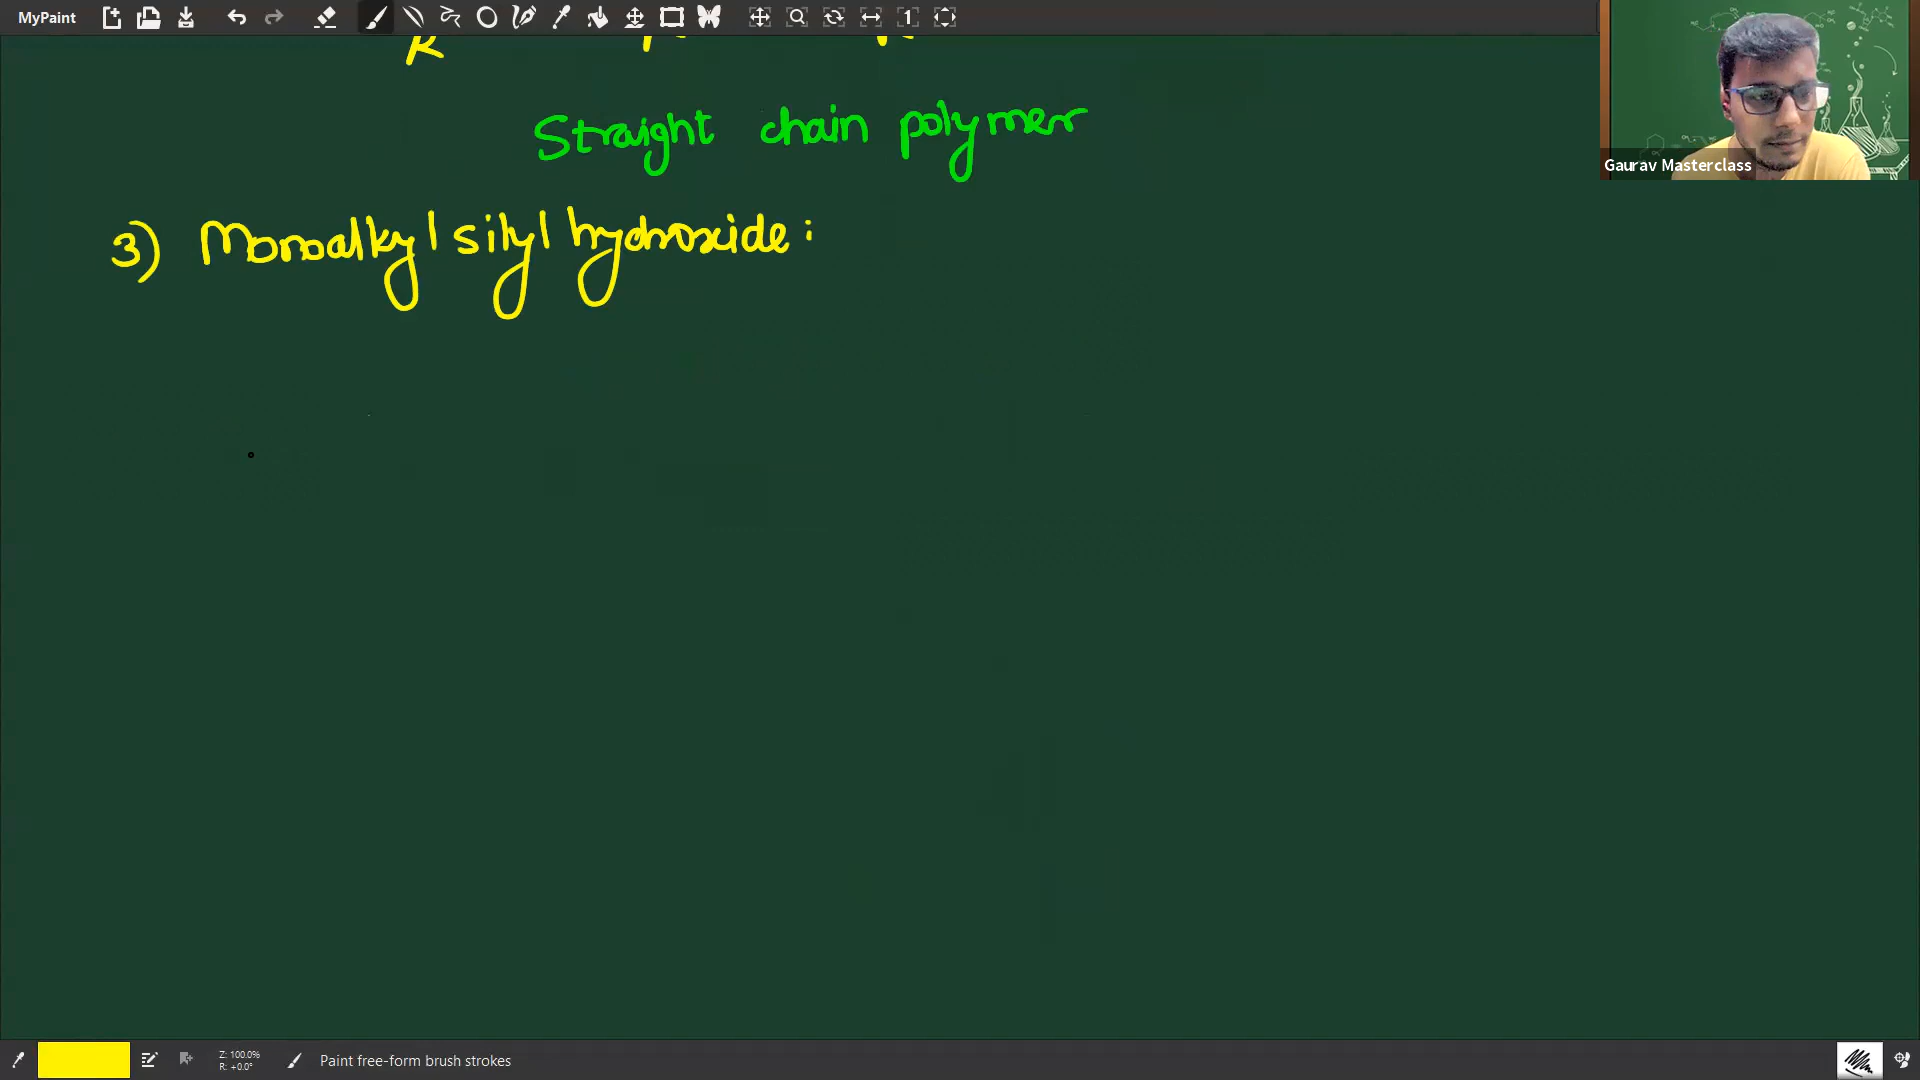 MyPaint
R
Straight chain polymer
Gaurav Masterclass
3) Monoalkyl silyl hydroxide:
Z: 100.0%
R: +0.0°
Paint free-form brush strokes